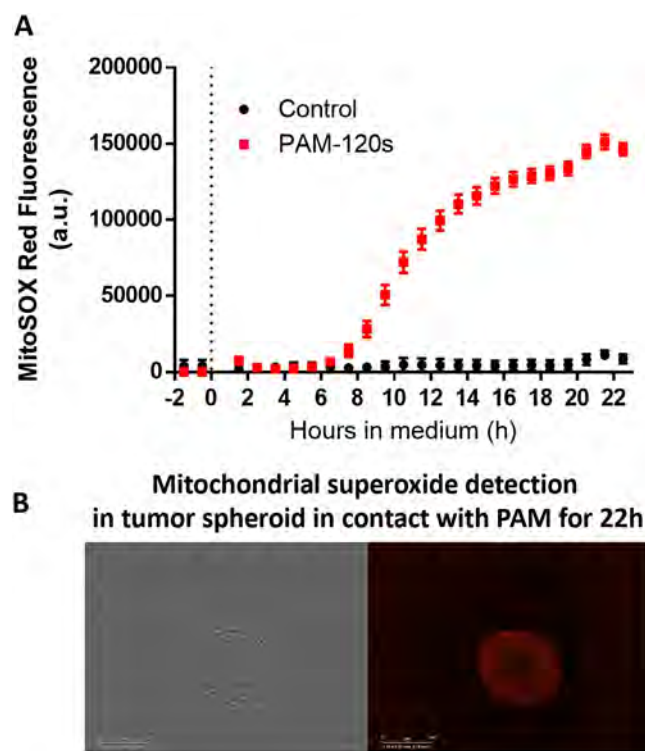 A
200000
150000
100000
50000
0
MitoSOX Red Fluorescence
(a.u.)
Control
PAM-120s
-2 0 2 4 6 8 10 12 14 16 18 20 22
Hours in medium (h)
Mitochondrial superoxide detection
B
in tumor spheroid in contact with PAM for 22h